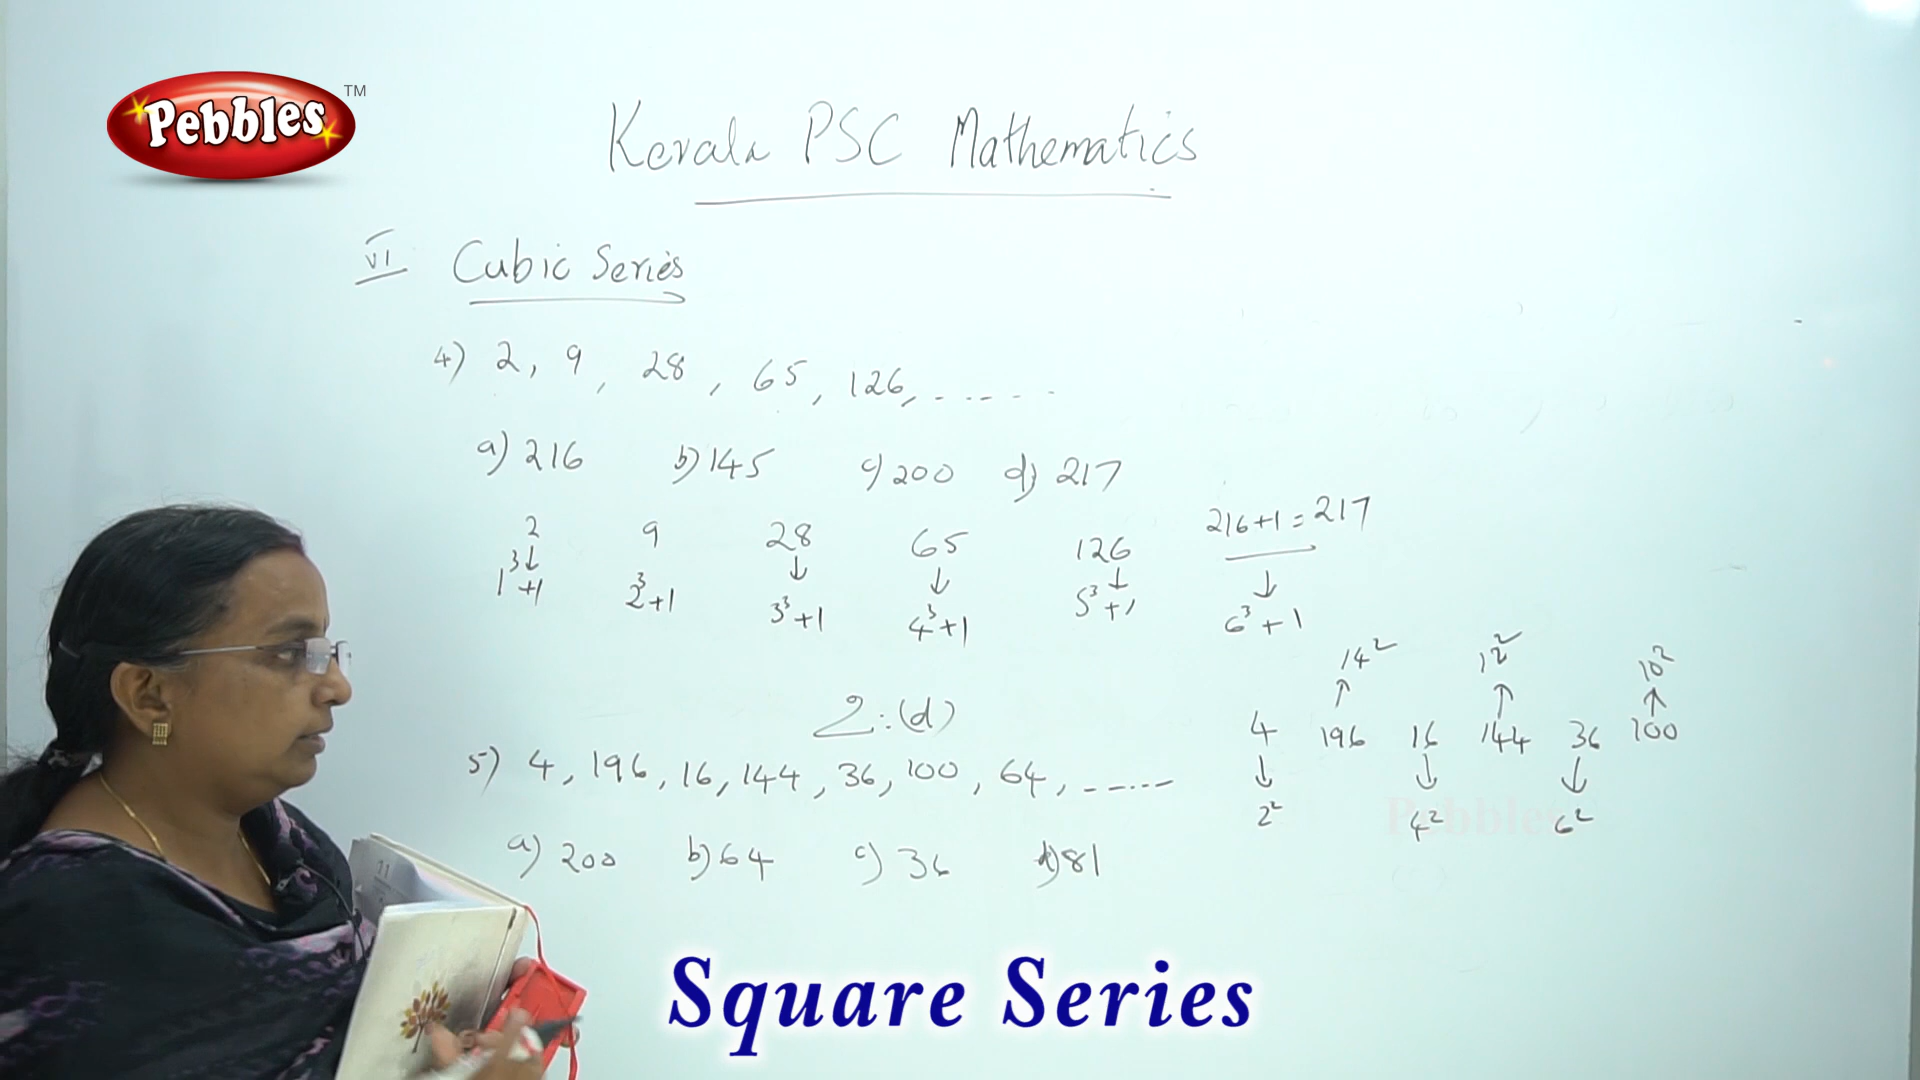 Pebbles TM
Kerala PSC Mathematics
VI Cubic Series
4) 2, 9, 28, 65, 126, ......
a) 216 b) 145 c) 200 d) 217
2 9 28 65 126 216+1=217
↓ ↓ ↓ ↓ ↓
1³+1 2³+1 3³+1 4³+1 5³+1 6³+1
14² 12² 10²
↑ ↑ ↑
4 196 16 144 36 100
↓ ↓ ↓
2² 4² 6²
:(d)
5) 4, 196, 16, 144, 36, 100, 64, ......
a) 200 b) 64 c) 36 d) 81
Pebbles
Square Series